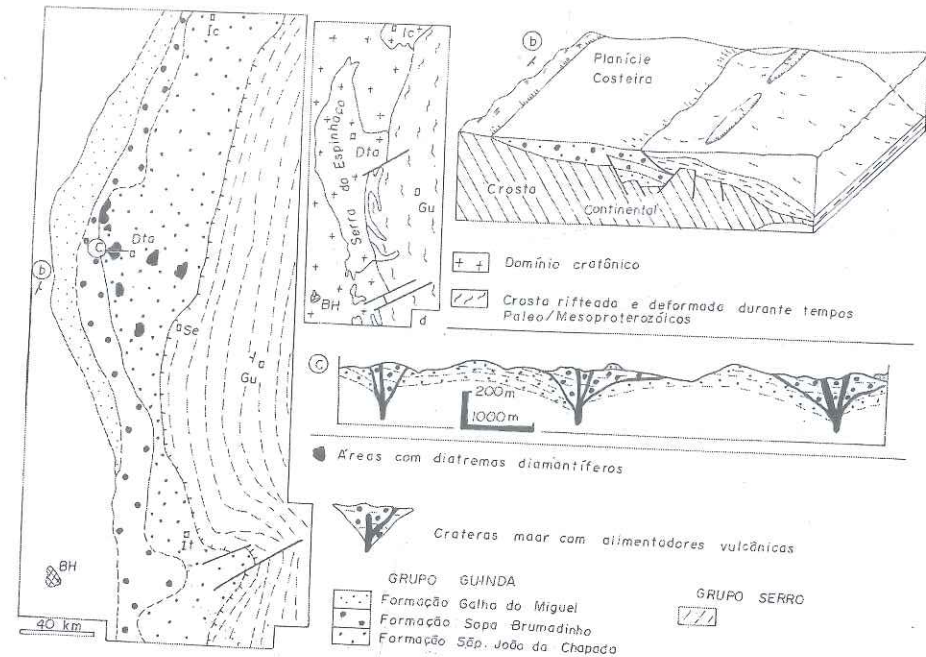 Ic
C
Dta
b
Se
Gu
It
BH
40 km
Ic
Serra do Espinhaço
Dta
Gu
BH
d
b
Planície
Costeira
Crosta
Continental
+ + Domínio cratônico
Crosta rifteada e deformada durante tempos
Paleo/Mesoproterozóicos
C
200m
1000m
Áreas com diatremas diamantíferos
Crateras maar com alimentadores vulcânicas
GRUPO GUINDA
Formação Galho do Miguel
Formação Sopa Brumadinho
Formação São João da Chapada
GRUPO SERRO